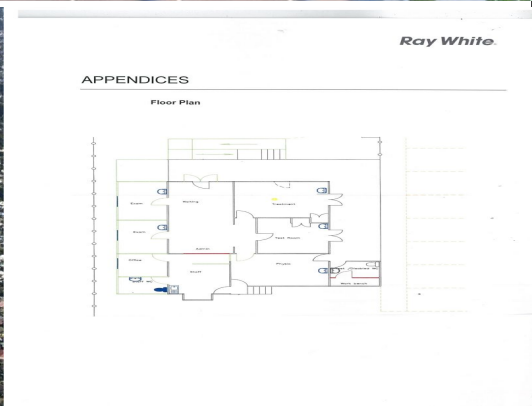 Ray White.
APPENDICES
Floor Plan
Exam
Waiting
Treatment
Exam
Test Room
Office
Admin
Staff
Physio